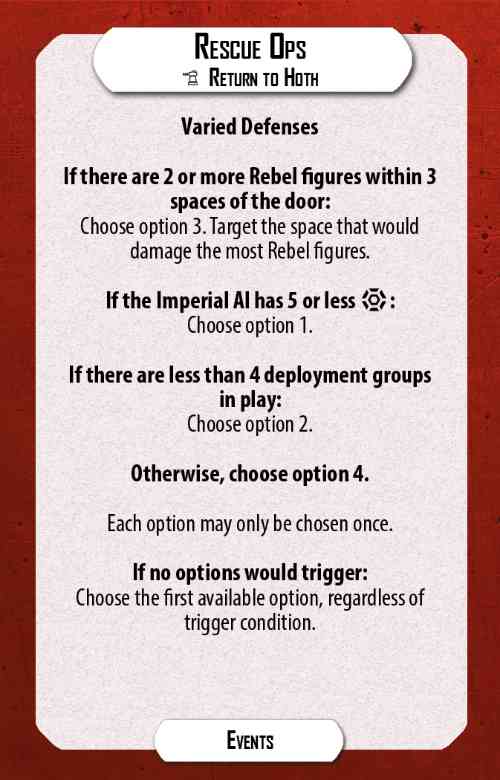 Rescue Ops
Return to Hoth
Varied Defenses
If there are 2 or more Rebel figures within 3
spaces of the door:
Choose option 3. Target the space that would
damage the most Rebel figures.
If the Imperial AI has 5 or less :
Choose option 1.
If there are less than 4 deployment groups
in play:
Choose option 2.
Otherwise, choose option 4.
Each option may only be chosen once.
If no options would trigger:
Choose the first available option, regardless of
trigger condition.
Events